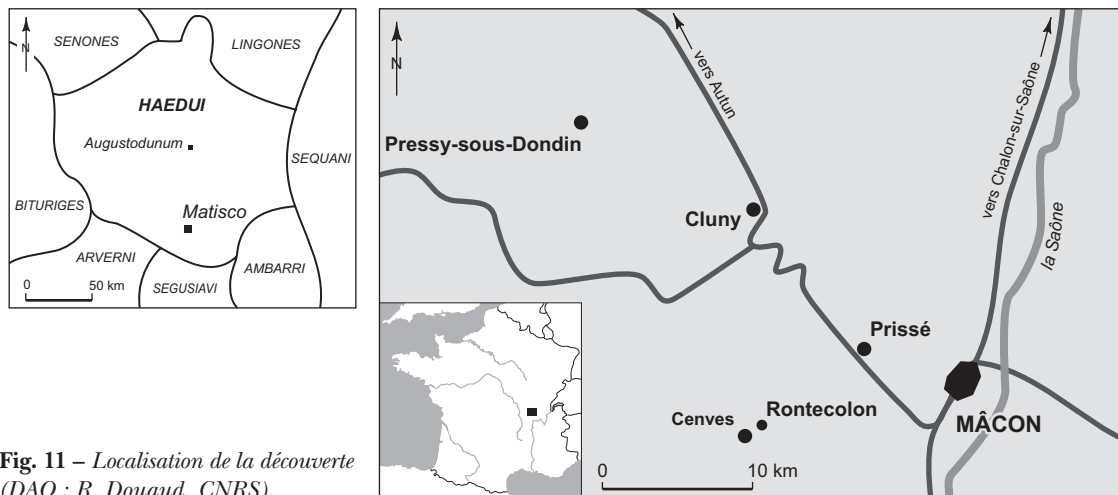 SENONES
LINGONES
N
HAEDUI
Augustodunum
SEQUANI
BITURIGES
Matisco
ARVERNI
AMBARRI
SEGUSIAVI
0 50 km
N
vers Autun
vers Chalon-sur-Saône
la Saône
Pressy-sous-Dondin
Cluny
Prissé
Cenves
Rontecolon
MÂCON
0 10 km
Fig. 11 – Localisation de la découverte
(DAO : R. Douaud, CNRS).